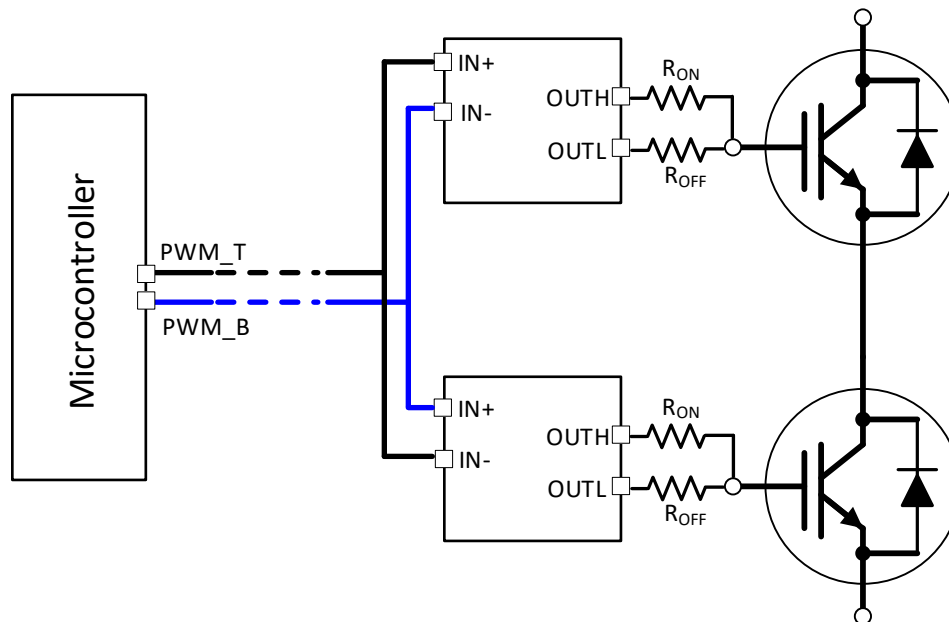 Microcontroller
PWM_T
PWM_B
IN+
IN-
OUTH
OUTL
RON
ROFF
IN+
IN-
OUTH
OUTL
RON
ROFF